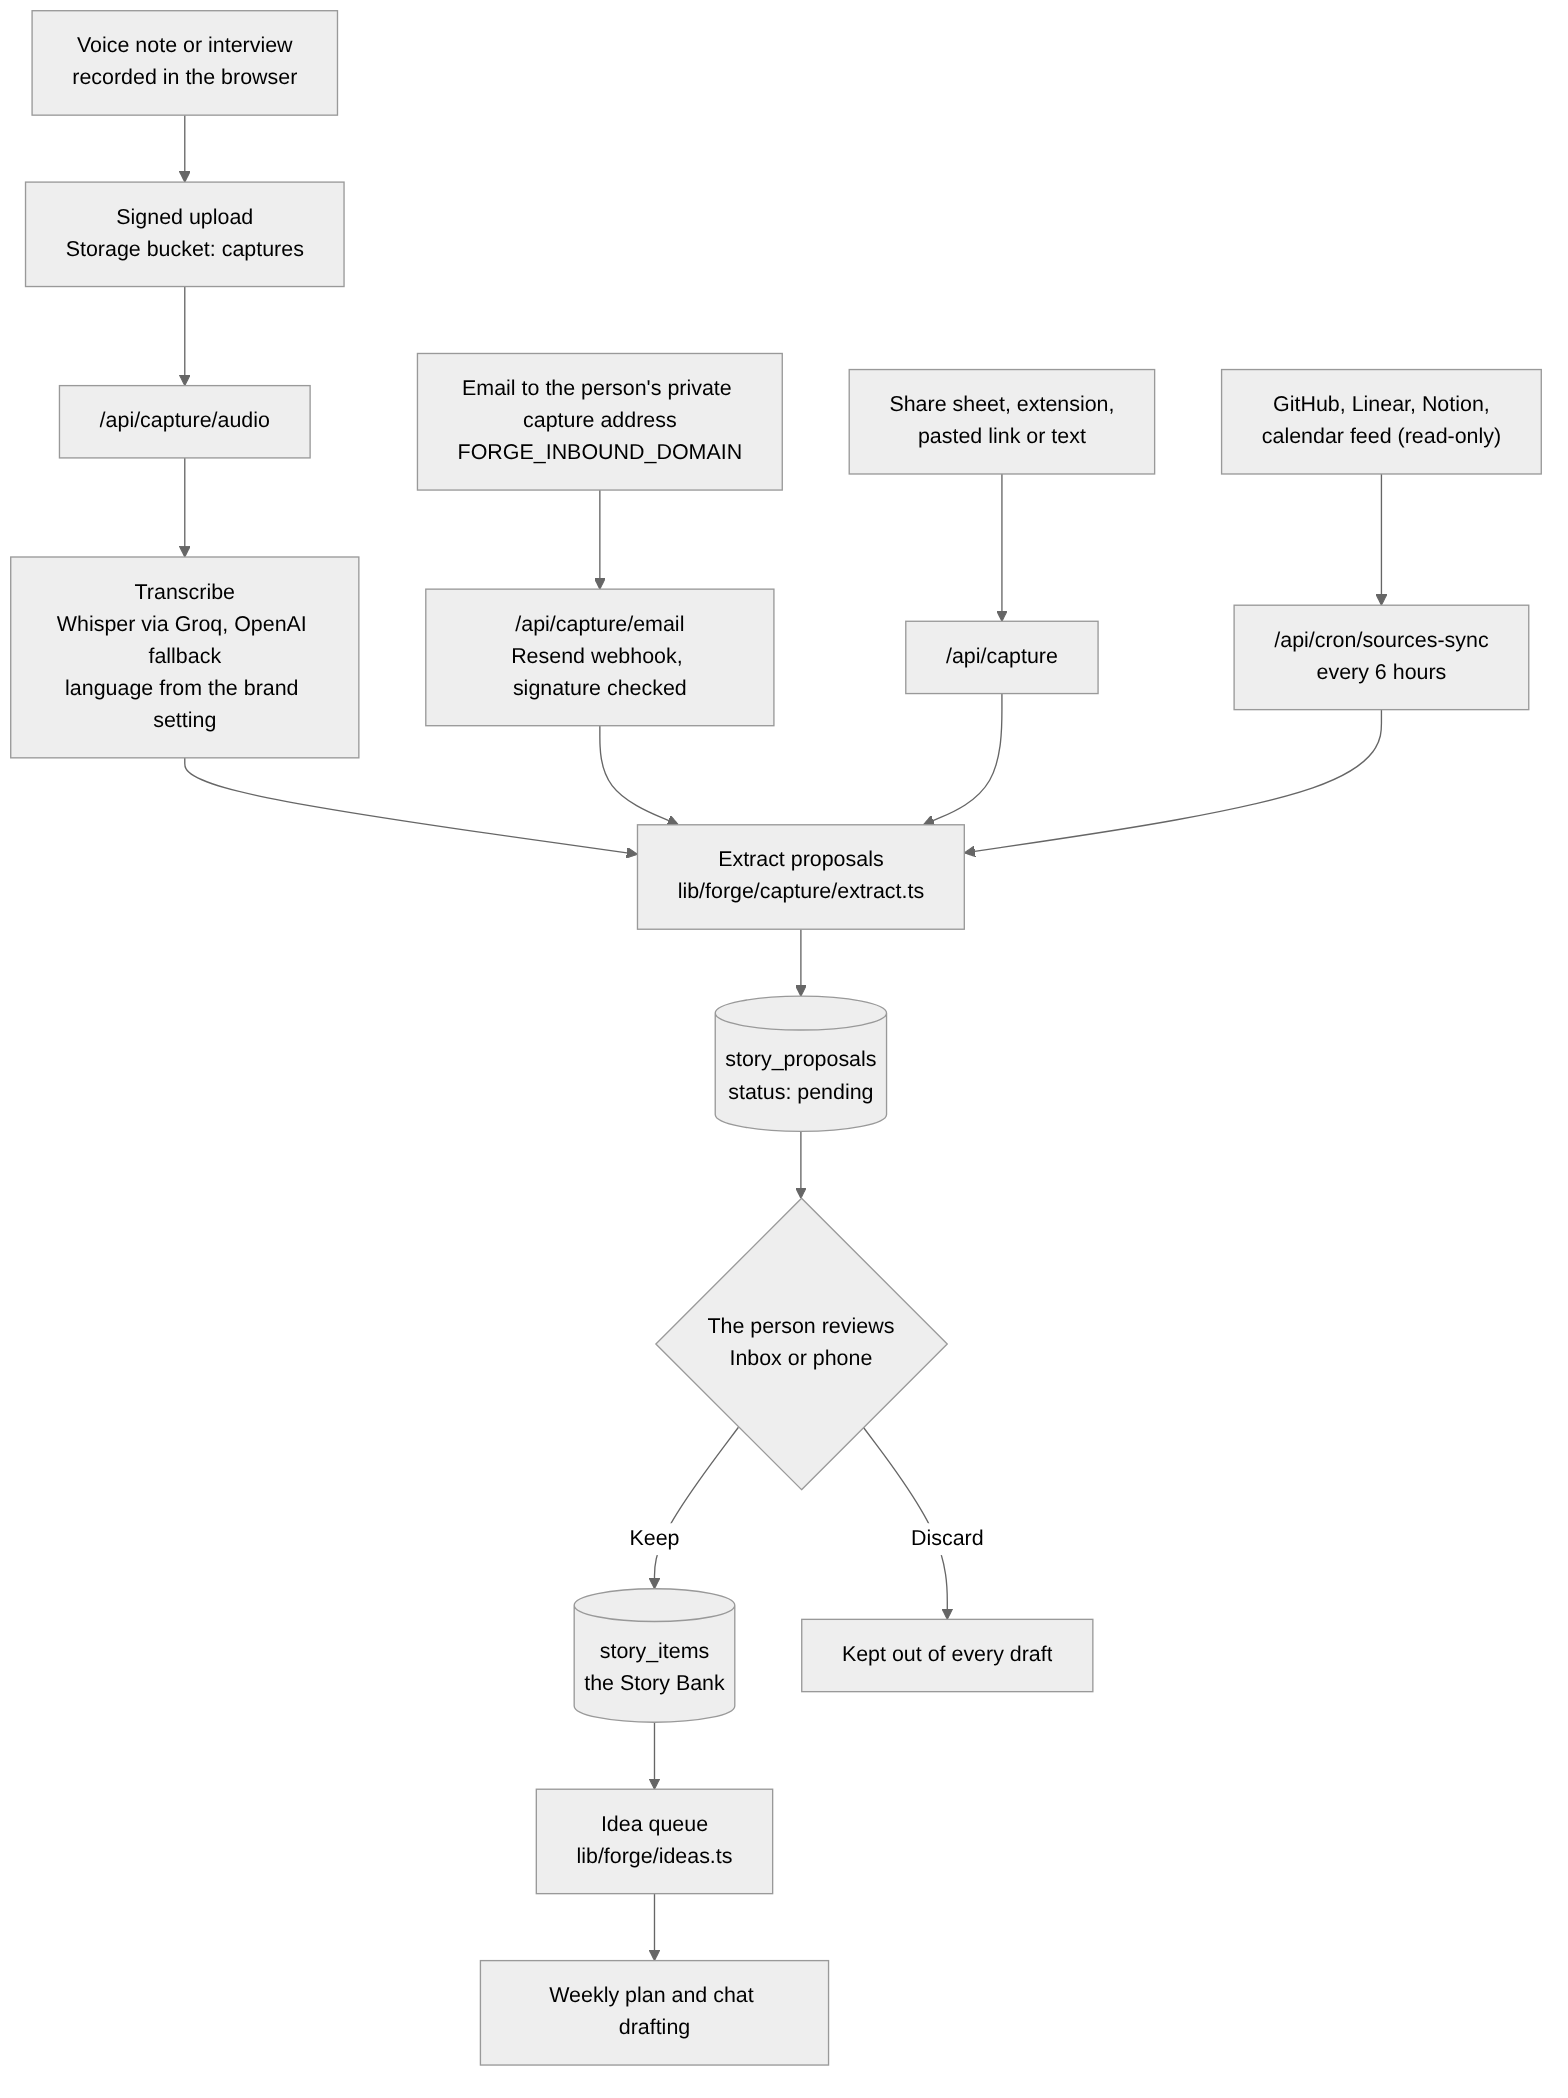 Voice note or interview
recorded in the browser
Signed upload
Storage bucket: captures
/api/capture/audio
Transcribe
Whisper via Groq, OpenAI
fallback
language from the brand
setting
Email to the person's private
capture address
FORGE_INBOUND_DOMAIN
/api/capture/email
Resend webhook,
signature checked
Share sheet, extension,
pasted link or text
/api/capture
GitHub, Linear, Notion,
calendar feed (read-only)
/api/cron/sources-sync
every 6 hours
Extract proposals
lib/forge/capture/extract.ts
story_proposals
status: pending
The person reviews
Inbox or phone
Keep
Discard
story_items
the Story Bank
Kept out of every draft
Idea queue
lib/forge/ideas.ts
Weekly plan and chat
drafting